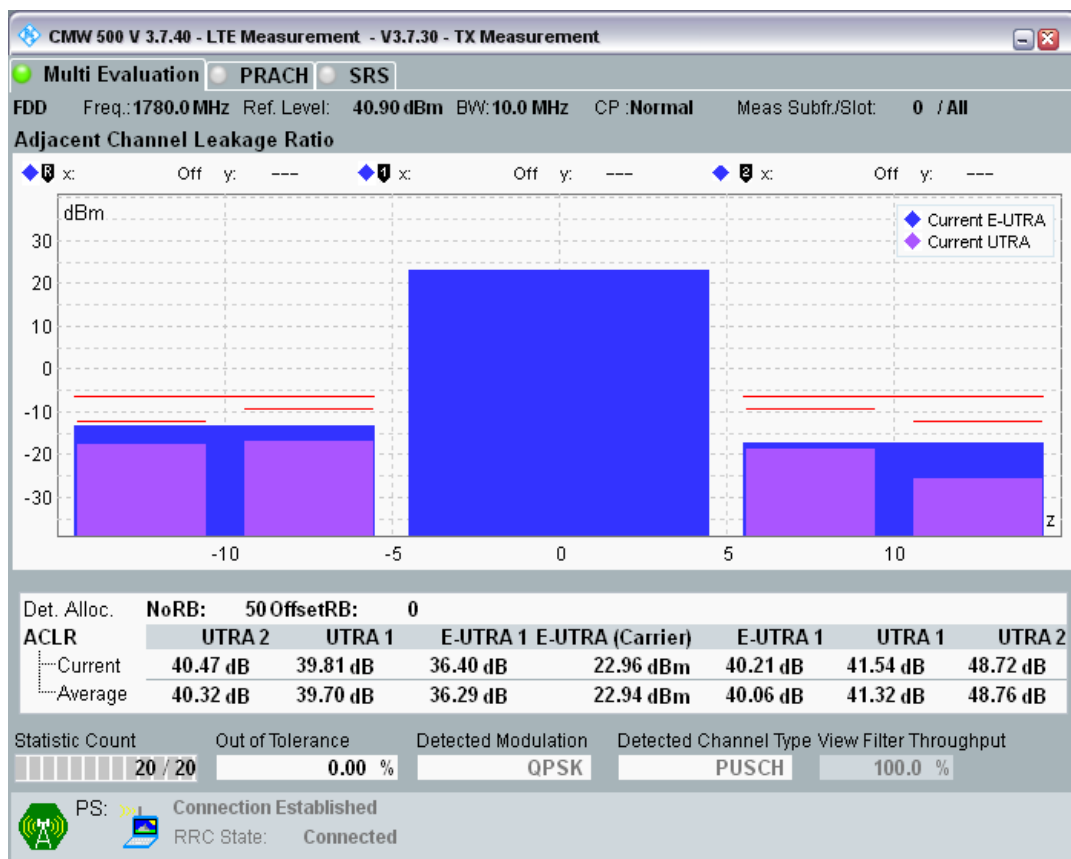 CMW 500 V 3.7.40 - LTE Measurement - V3.7.30 - TX Measurement
Multi Evaluation PRACH SRS
FDD Freq.: 1780.0 MHz Ref. Level: 40.90 dBm BW: 10.0 MHz CP :Normal Meas Subfr./Slot: 0 / All
Adjacent Channel Leakage Ratio
R x: Off y: --- 1 x: Off y: --- 2 x: Off y: ---
dBm
Current E-UTRA
Current UTRA
30
20
10
0
-10
-20
-30
z
-10 -5 0 5 10
Det. Alloc. NoRB: 50 OffsetRB: 0
ACLR UTRA 2 UTRA 1 E-UTRA 1 E-UTRA (Carrier) E-UTRA 1 UTRA 1 UTRA 2
Current 40.47 dB 39.81 dB 36.40 dB 22.96 dBm 40.21 dB 41.54 dB 48.72 dB
Average 40.32 dB 39.70 dB 36.29 dB 22.94 dBm 40.06 dB 41.32 dB 48.76 dB
Statistic Count Out of Tolerance Detected Modulation Detected Channel Type View Filter Throughput
20 / 20 0.00 % QPSK PUSCH 100.0 %
PS: Connection Established
RRC State: Connected